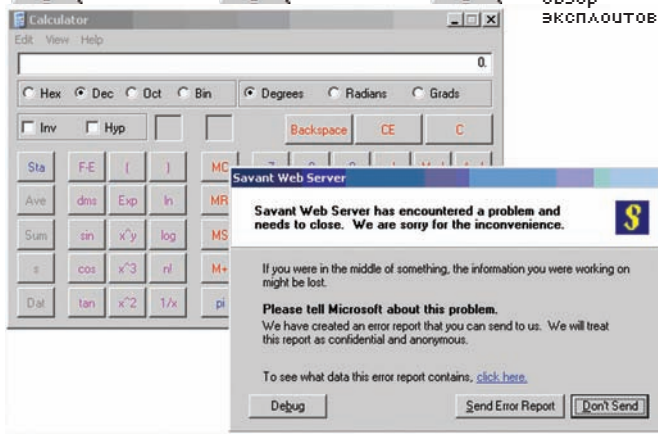 обзор
эксплоитов
Calculator
Edit View Help
0.
Hex Dec Oct Bin Degrees Radians Grads
Inv Hyp Backspace CE C
Sta F-E ( ) MC
Ave dms Exp ln MR
Sum sin x^y log MS
s cos x^3 n! M+
Dat tan x^2 1/x pi
Savant Web Server
Savant Web Server has encountered a problem and
needs to close. We are sorry for the inconvenience.
If you were in the middle of something, the information you were working on
might be lost.
Please tell Microsoft about this problem.
We have created an error report that you can send to us. We will treat
this report as confidential and anonymous.
To see what data this error report contains, click here.
Debug Send Error Report Don't Send